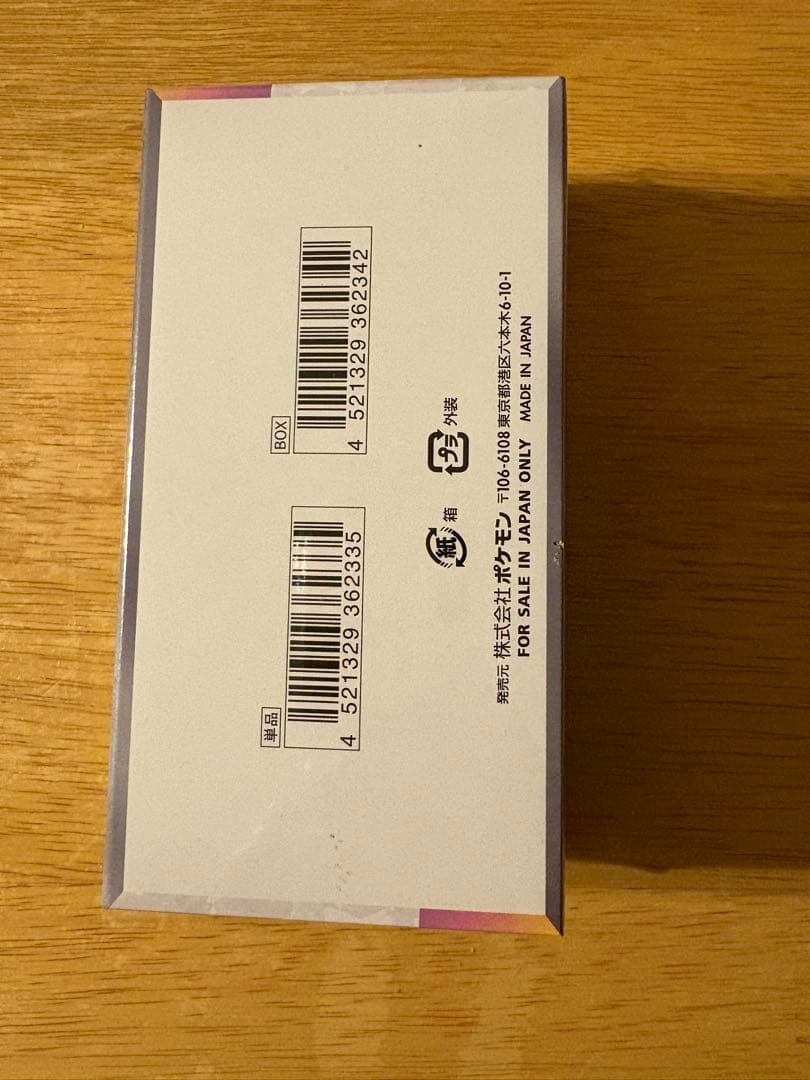 単品
4 521329 362335
BOX
4 521329 362342
紙 箱
プラ 外装
発売元 株式会社 ポケモン 〒106-6108 東京都港区六本木6-10-1
FOR SALE IN JAPAN ONLY MADE IN JAPAN